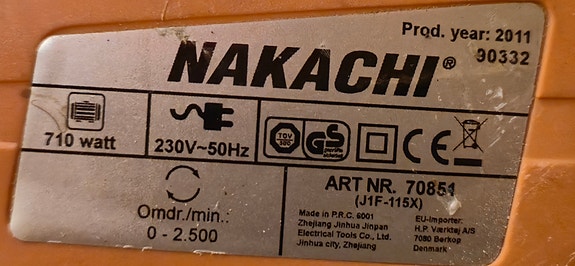 Prod. year: 2011
90332
NAKACHI®
710 watt
230V~50Hz
TÜV
SÜD
GS
CE
Omdr./min.:
0 - 2.500
ART NR. 70851
(J1F-115X)
Made in P.R.C. 6001
Zhejiang Jinhua Jinpan
Electrical Tools Co., Ltd.
Jinhua city, Zhejiang
EU-Importer:
H.P. Værktøj A/S
7080 Børkop
Denmark